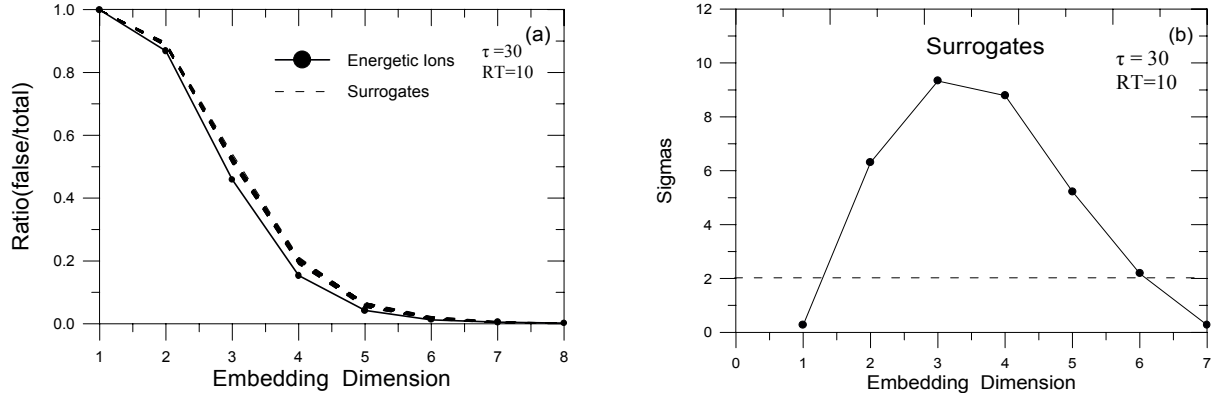 (a)
Energetic Ions
Surrogates
τ =30
RT=10
Ratio(false/total)
1.0
0.8
0.6
0.4
0.2
0.0
1 2 3 4 5 6 7 8
Embedding Dimension
(b)
Surrogates
τ = 30
RT=10
Sigmas
12
10
8
6
4
2
0
0 1 2 3 4 5 6 7
Embedding Dimension